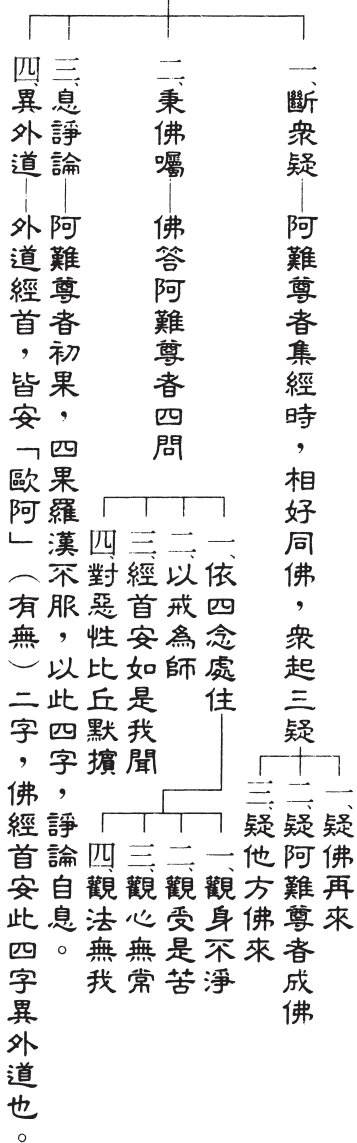 一、斷眾疑——阿難尊者集經時，相好同佛，眾起三疑
一、疑佛再來
二、疑阿難尊者成佛
三、疑他方佛來
二、秉佛囑——佛答阿難尊者四問
一、依四念處住
一、觀身不淨
二、觀受是苦
三、觀心無常
四、觀法無我
二、以戒為師
三、經首安如是我聞
四、對惡性比丘默擯
三、息諍論——阿難尊者初果，四果羅漢不服，以此四字，諍論自息。
四、異外道——外道經首，皆安「歐阿」（有無）二字，佛經首安此四字異外道也。